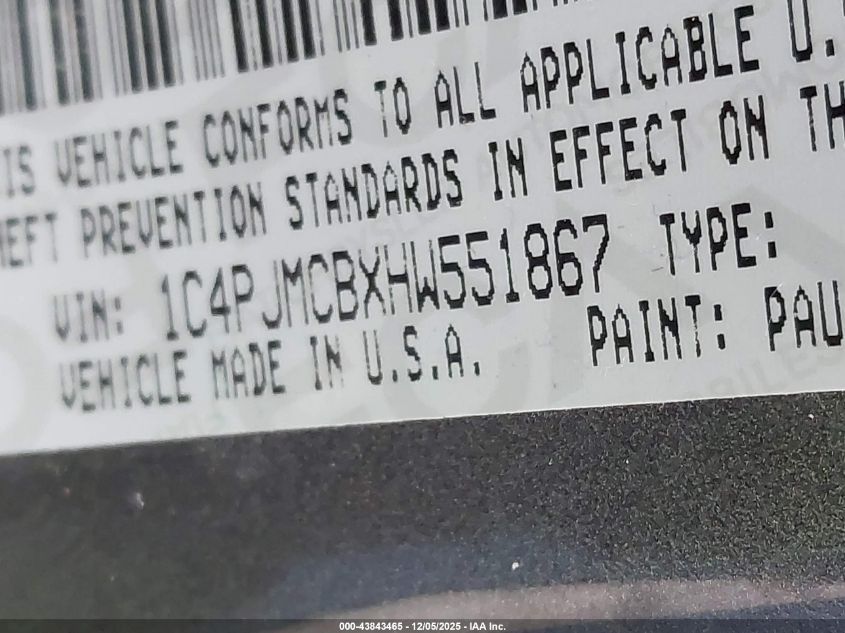 IS VEHICLE CONFORMS TO ALL APPLICABLE U.
EFT PREVENTION STANDARDS IN EFFECT ON TH
VIN: 1C4PJMCBXHW551867 TYPE:
VEHICLE MADE IN U.S.A. PAINT: PAU
000-43843465 - 12/05/2025 - IAA Inc.